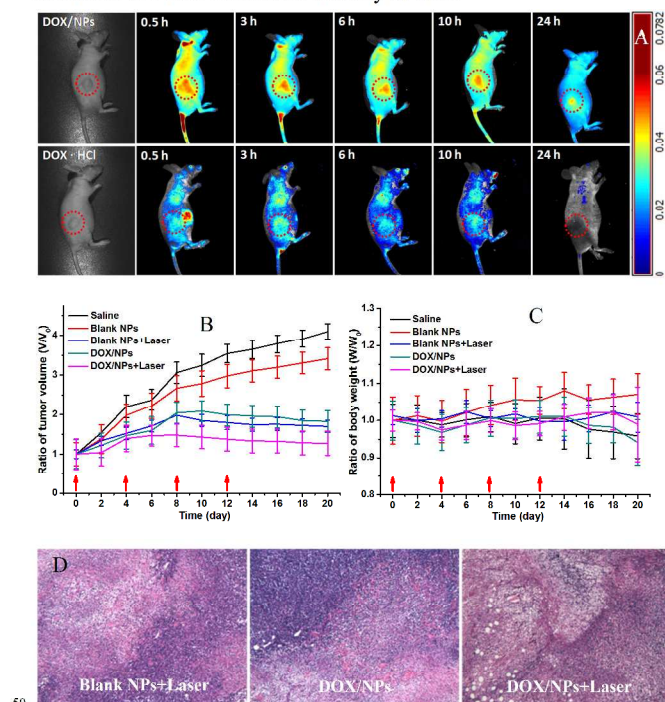 DOX/NPs 0.5 h 3 h 6 h 10 h 24 h A
0.0782
0.06
0.04
0.02
0
DOX · HCl 0.5 h 3 h 6 h 10 h 24 h
B
Saline
Blank NPs
Blank NPs+Laser
DOX/NPs
DOX/NPs+Laser
Ratio of tumor volume (V/V0)
4
3
2
1
0
0 2 4 6 8 10 12 14 16 18 20
Time (day)
C
Saline
Blank NPs
Blank NPs+Laser
DOX/NPs
DOX/NPs+Laser
Ratio of body weight (W/W0)
1.3
1.2
1.1
1.0
0.9
0.8
0 2 4 6 8 10 12 14 16 18 20
Time (day)
D
Blank NPs+Laser DOX/NPs DOX/NPs+Laser